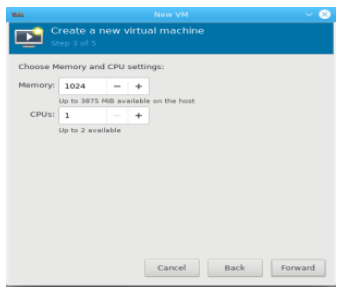 New VM
Create a new virtual machine
Step 3 of 5
Choose Memory and CPU settings:
Memory: 1024 − +
Up to 3875 MiB available on the host
CPUs: 1 − +
Up to 2 available
Cancel Back Forward